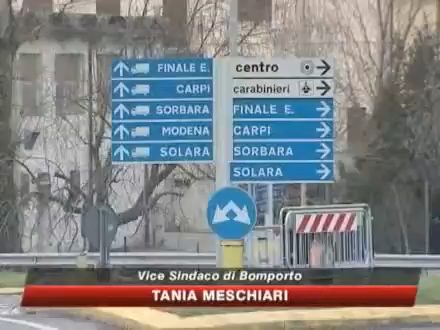 FINALE E.
CARPI
SORBARA
MODENA
SOLARA
centro
carabinieri
FINALE E.
CARPI
SORBARA
SOLARA
Vice Sindaco di Bomporto
TANIA MESCHIARI